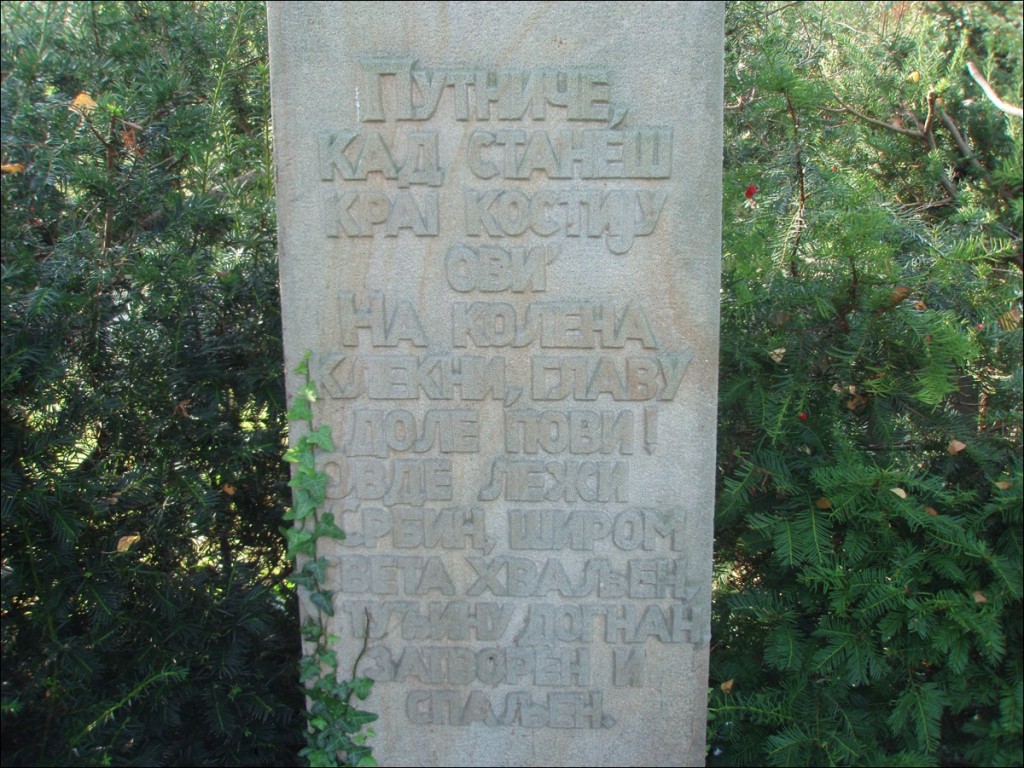 Путниче,
кад станеш
крај костију
ови'
На колена
клекни, главу
доле пови!
Овде лежи
Србин, широм
света хваљен,
туђину догнан,
затворен и
спаљен.